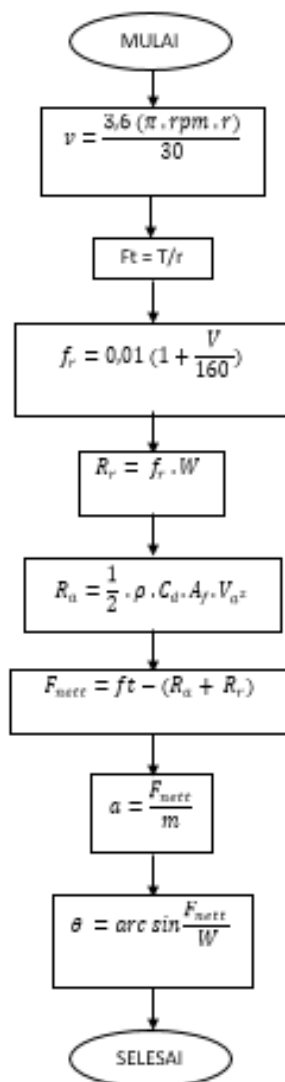 MULAI
v = 3,6 (π . rpm . r) / 30
Ft = T/r
f_r = 0,01 (1 + V/160)
R_r = f_r . W
R_a = 1/2 . ρ . C_d . A_f . V_a²
F_nett = ft − (R_a + R_r)
a = F_nett / m
θ = arc sin F_nett / W
SELESAI